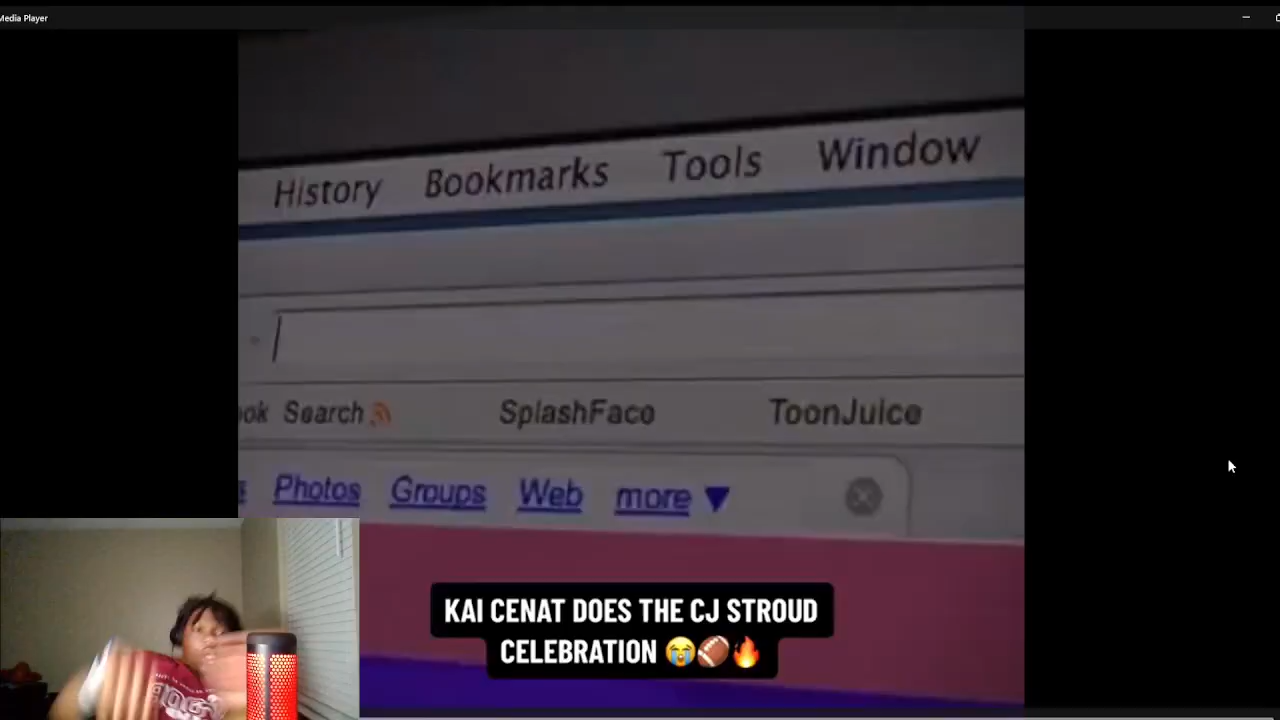 Media Player
History Bookmarks Tools Window
Search SplashFace ToonJuice
Photos Groups Web more
KAI CENAT DOES THE CJ STROUD
CELEBRATION 😭🏈🔥